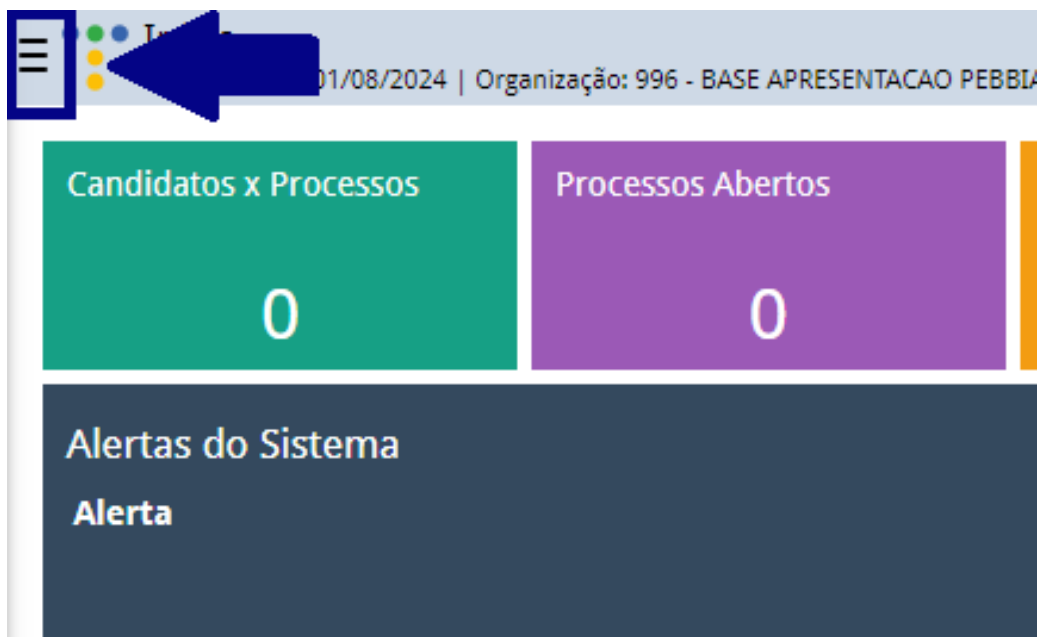 01/08/2024 | Organização: 996 - BASE APRESENTACAO
Candidatos x Processos
Processos Abertos
0
0
Alertas do Sistema
Alerta